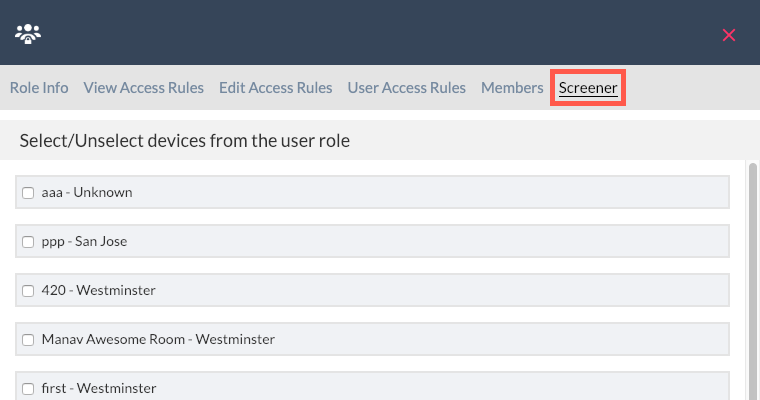 Role Info View Access Rules Edit Access Rules User Access Rules Members Screener
Select/Unselect devices from the user role
aaa - Unknown
ppp - San Jose
420 - Westminster
Manav Awesome Room - Westminster
first - Westminster